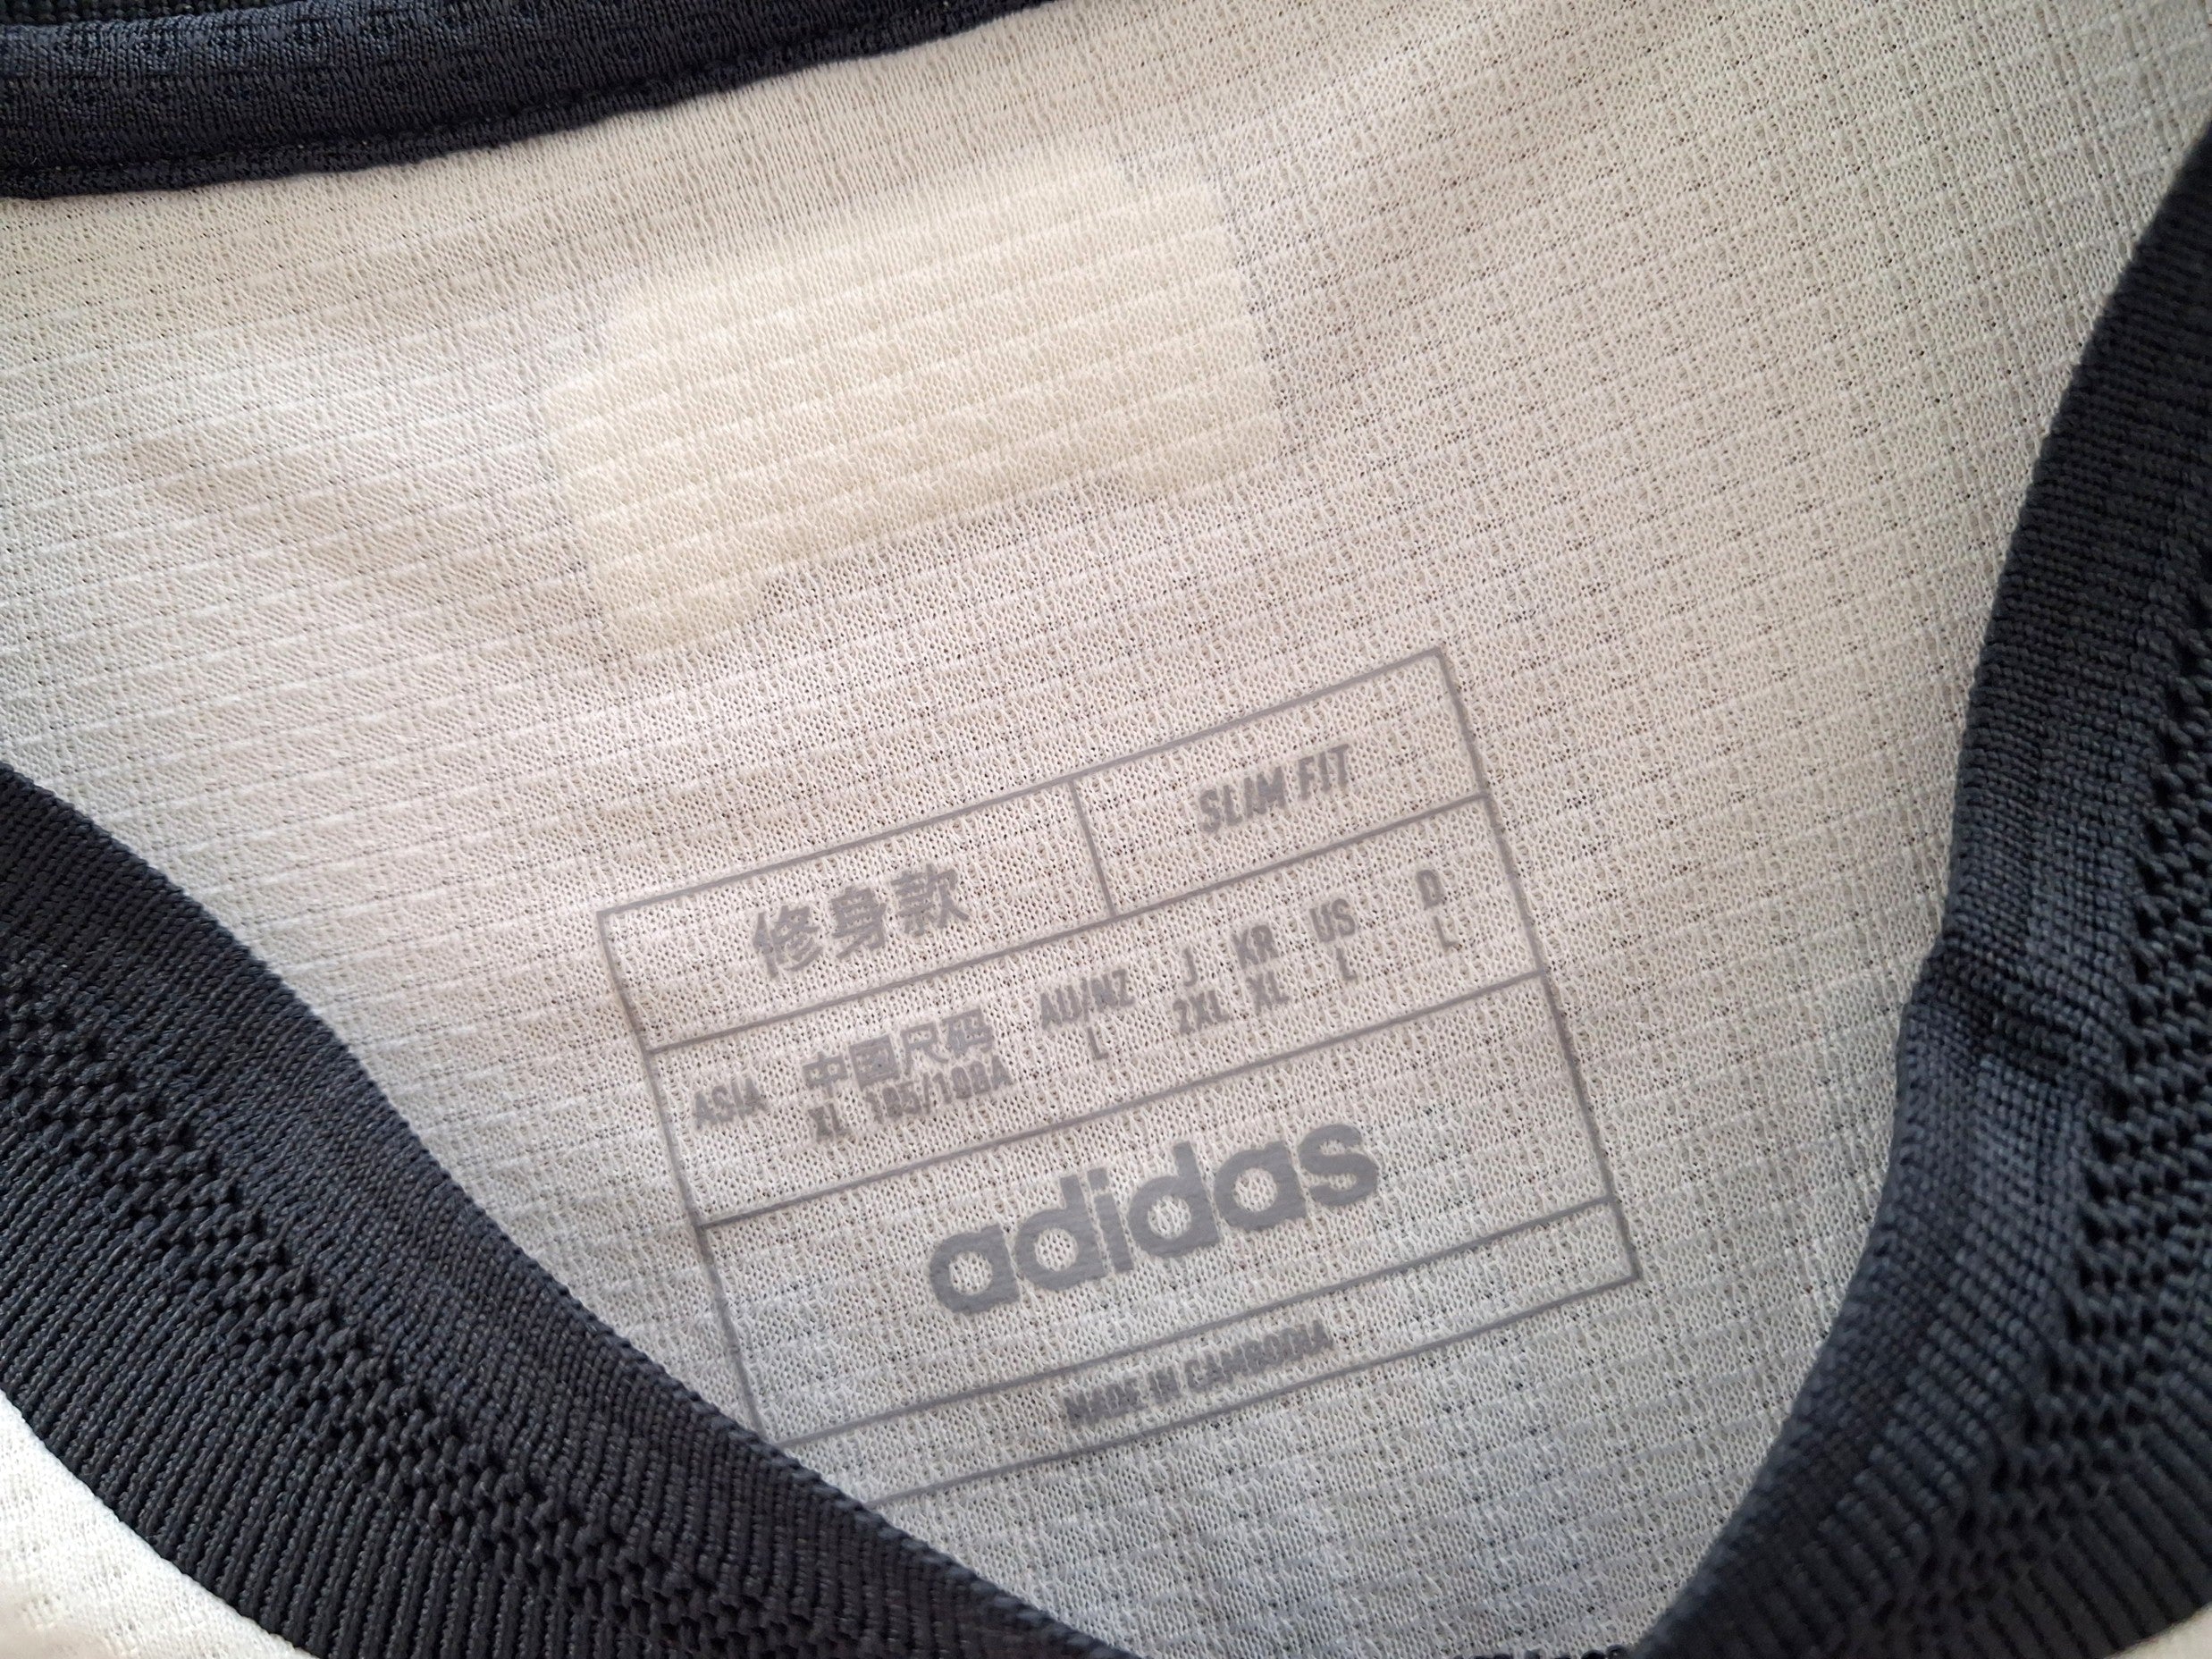 修身款 SLIM FIT
ASIA 中国尺码 AU/NZ J KR US D
XL 185/108A L 2XL XL L L
adidas
MADE IN CAMBODIA